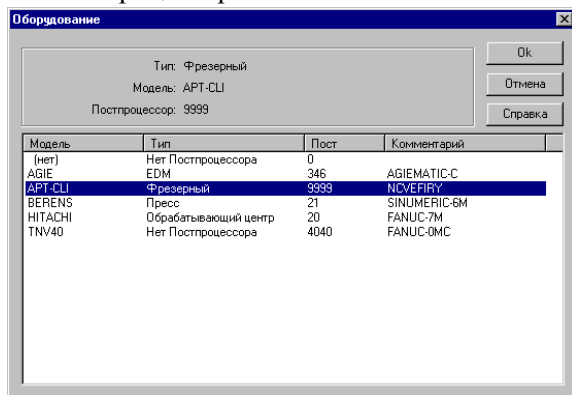 Оборудование
Ok
Тип: Фрезерный
Модель: APT-CLI
Отмена
Постпроцессор: 9999
Справка
Модель Тип Пост Комментарий
(нет) Нет Постпроцессора 0
AGIE EDM 346 AGIEMATIC-C
APT-CLI Фрезерный 9999 NCVEFIRY
BERENS Пресс 21 SINUMERIC-6M
HITACHI Обрабатывающий центр 20 FANUC-7M
TNV40 Нет Постпроцессора 4040 FANUC-0MC